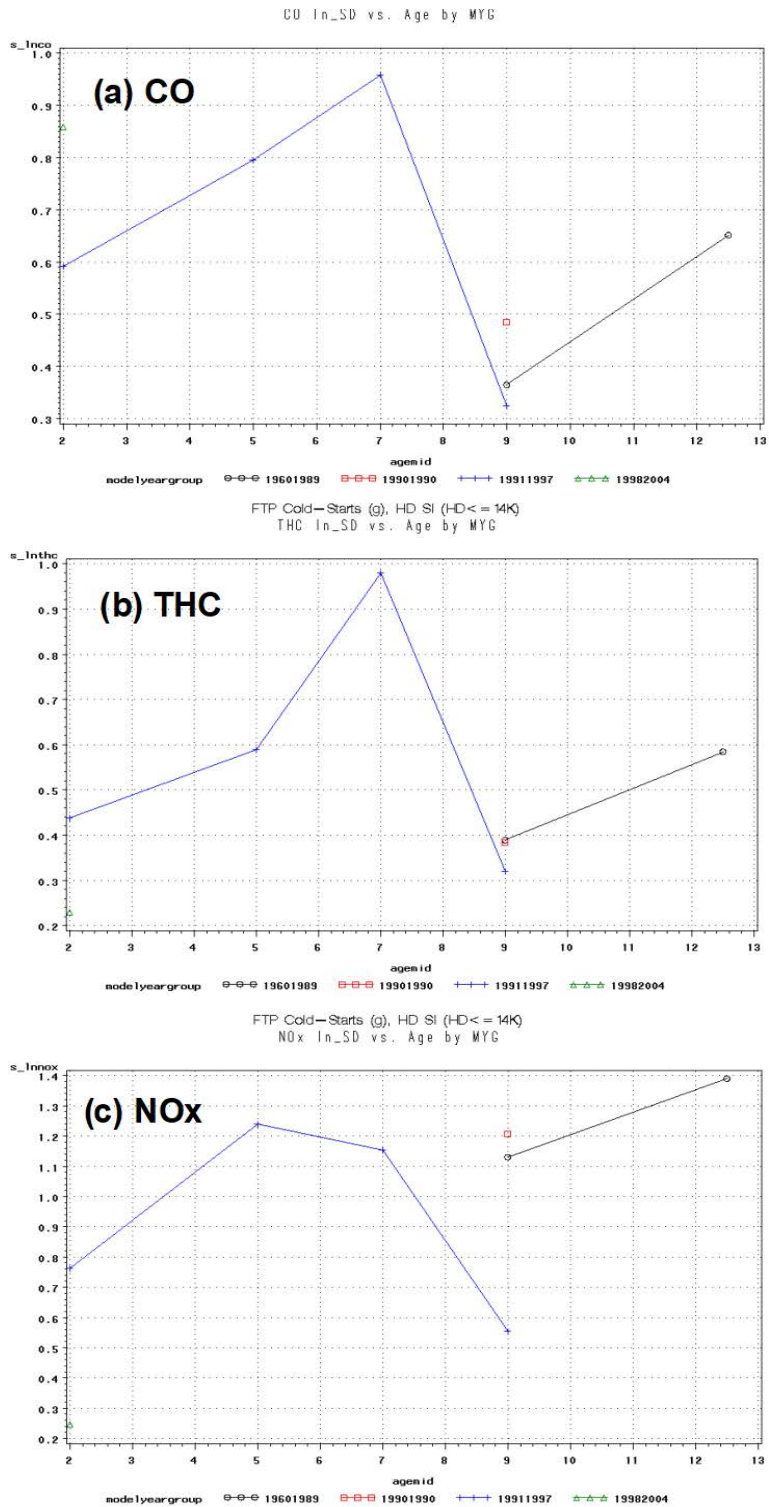 CO ln_SD vs. Age by MYG
s_lnco
1.0
0.9
0.8
0.7
0.6
0.5
0.4
0.3
(a) CO
2 3 4 5 6 7 8 9 10 11 12 13
agemid
modelyeargroup 19601989 19901990 19911997 19982004
FTP Cold-Starts (g), HD SI (HD<=14K)
THC ln_SD vs. Age by MYG
s_lnthc
1.0
0.9
0.8
0.7
0.6
0.5
0.4
0.3
0.2
(b) THC
2 3 4 5 6 7 8 9 10 11 12 13
agemid
modelyeargroup 19601989 19901990 19911997 19982004
FTP Cold-Starts (g), HD SI (HD<=14K)
NOx ln_SD vs. Age by MYG
s_lnnox
1.4
1.3
1.2
1.1
1.0
0.9
0.8
0.7
0.6
0.5
0.4
0.3
0.2
(c) NOx
2 3 4 5 6 7 8 9 10 11 12 13
agemid
modelyeargroup 19601989 19901990 19911997 19982004